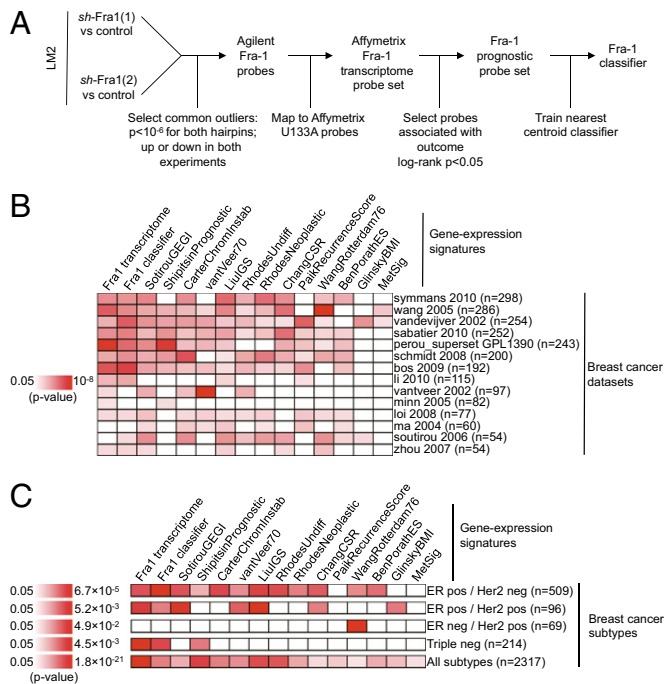 A
LM2
sh-Fra1(1)
vs control
sh-Fra1(2)
vs control
Agilent
Fra-1
probes
Affymetrix
Fra-1
transcriptome
probe set
Fra-1
prognostic
probe set
Fra-1
classifier
Select common outliers:
p<10-6 for both hairpins;
up or down in both
experiments
Map to Affymetrix
U133A probes
Select probes
associated with
outcome
log-rank p<0.05
Train nearest
centroid classifier
B
Fra1 transcriptome
Fra1 classifier
SotirouGEGI
ShipitsinPrognostic
CarterChromInstab
vantVeer70
LiuIGS
RhodesUndiff
RhodesNeoplastic
ChangCSR
PaikRecurrenceScore
WangRotterdam76
BenPorathES
GlinskyBMI
MetSig
Gene-expression
signatures
symmans 2010 (n=298)
wang 2005 (n=286)
vandevijver 2002 (n=254)
sabatier 2010 (n=252)
perou_superset GPL1390 (n=243)
schmidt 2008 (n=200)
bos 2009 (n=192)
li 2010 (n=115)
vantveer 2002 (n=97)
minn 2005 (n=82)
loi 2008 (n=77)
ma 2004 (n=60)
soutirou 2006 (n=54)
zhou 2007 (n=54)
Breast cancer
datasets
0.05 10-8
(p-value)
C
Fra1 transcriptome
Fra1 classifier
SotirouGEGI
ShipitsinPrognostic
CarterChromInstab
vantVeer70
LiuIGS
RhodesUndiff
RhodesNeoplastic
ChangCSR
PaikRecurrenceScore
WangRotterdam76
BenPorathES
GlinskyBMI
MetSig
Gene-expression
signatures
0.05 6.7×10-5 ER pos / Her2 neg (n=509)
0.05 5.2×10-3 ER pos / Her2 pos (n=96)
0.05 4.9×10-2 ER neg / Her2 pos (n=69)
0.05 4.5×10-3 Triple neg (n=214)
0.05 1.8×10-21 All subtypes (n=2317)
(p-value)
Breast cancer
subtypes